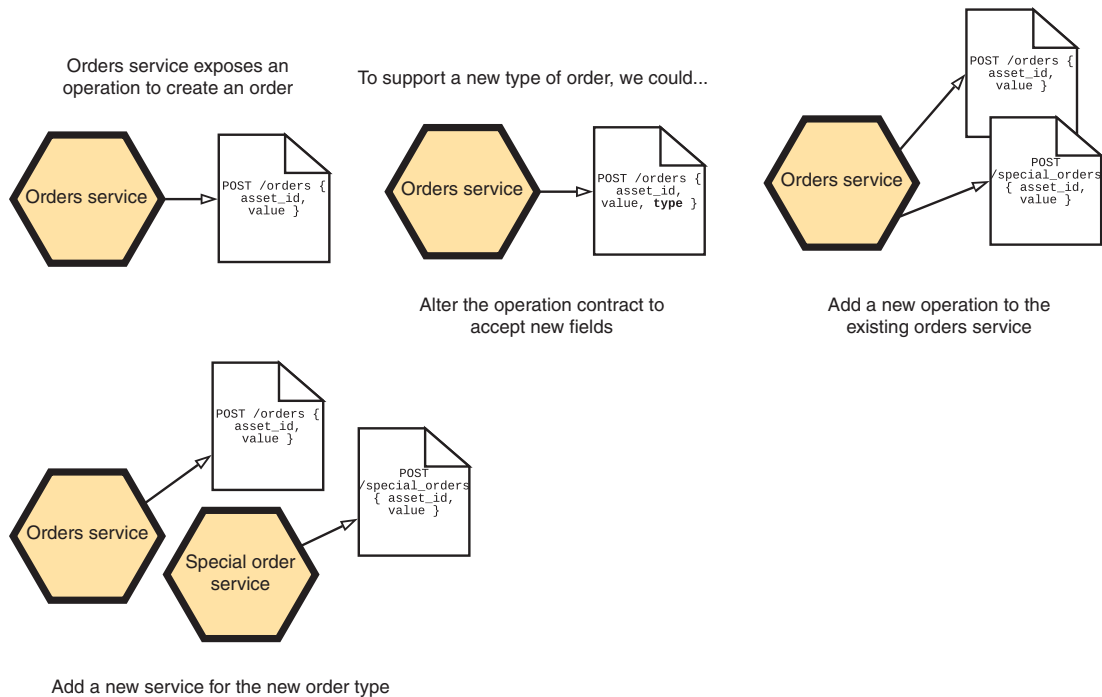 Orders service exposes an
operation to create an order
Orders service
POST /orders {
asset_id,
value }
To support a new type of order, we could...
Orders service
POST /orders {
asset_id,
value, type }
Alter the operation contract to
accept new fields
Orders service
POST /orders {
asset_id,
value }
POST
/special_orders
{ asset_id,
value }
Add a new operation to the
existing orders service
Orders service
POST /orders {
asset_id,
value }
Special order
service
POST
/special_orders
{ asset_id,
value }
Add a new service for the new order type